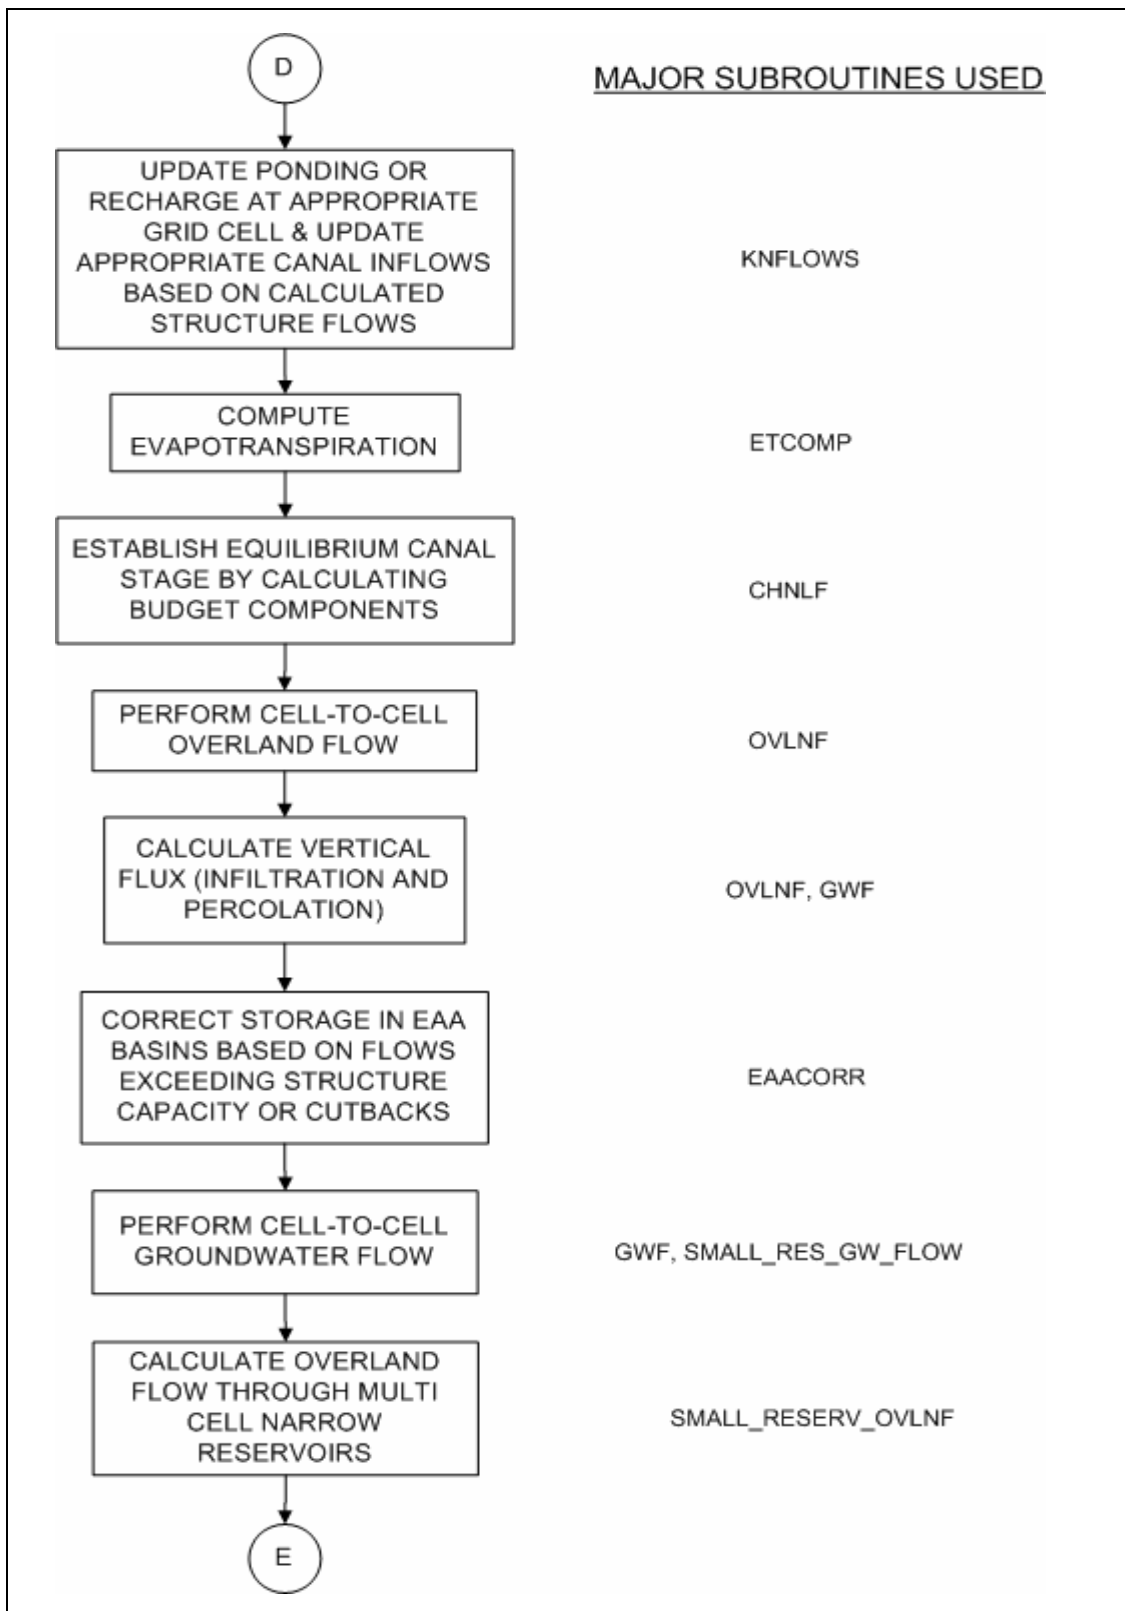 D
MAJOR SUBROUTINES USED
UPDATE PONDING OR
RECHARGE AT APPROPRIATE
GRID CELL & UPDATE
APPROPRIATE CANAL INFLOWS
BASED ON CALCULATED
STRUCTURE FLOWS
KNFLOWS
COMPUTE
EVAPOTRANSPIRATION
ETCOMP
ESTABLISH EQUILIBRIUM CANAL
STAGE BY CALCULATING
BUDGET COMPONENTS
CHNLF
PERFORM CELL-TO-CELL
OVERLAND FLOW
OVLNF
CALCULATE VERTICAL
FLUX (INFILTRATION AND
PERCOLATION)
OVLNF, GWF
CORRECT STORAGE IN EAA
BASINS BASED ON FLOWS
EXCEEDING STRUCTURE
CAPACITY OR CUTBACKS
EAACORR
PERFORM CELL-TO-CELL
GROUNDWATER FLOW
GWF, SMALL_RES_GW_FLOW
CALCULATE OVERLAND
FLOW THROUGH MULTI
CELL NARROW
RESERVOIRS
SMALL_RESERV_OVLNF
E